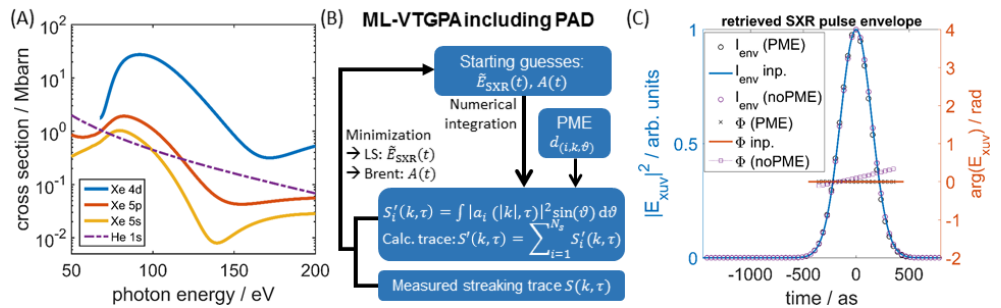 (A)
10²
10¹
10⁰
10⁻¹
10⁻²
cross section / Mbarn
Xe 4d
Xe 5p
Xe 5s
He 1s
50
100
150
200
photon energy / eV
(B)
ML-VTGPA including PAD
Starting guesses:
Ẽ_SXR(t), A(t)
Numerical
integration
PME
d_(i,k,ϑ)
Minimization
→ LS: Ẽ_SXR(t)
→ Brent: A(t)
S'_i(k,τ) = ∫|a_i (|k|,τ)|² sin(ϑ) dϑ
Calc. trace: S'(k,τ) = ∑_{i=1}^{N_s} S'_i(k,τ)
Measured streaking trace S(k,τ)
(C)
retrieved SXR pulse envelope
I_env (PME)
I_env inp.
I_env (noPME)
Φ (PME)
Φ inp.
Φ (noPME)
1
0
|E_xuv|² / arb. units
4
3
2
1
0
-1
-2
arg(E_xuv) / rad
-1000
-500
0
500
time / as